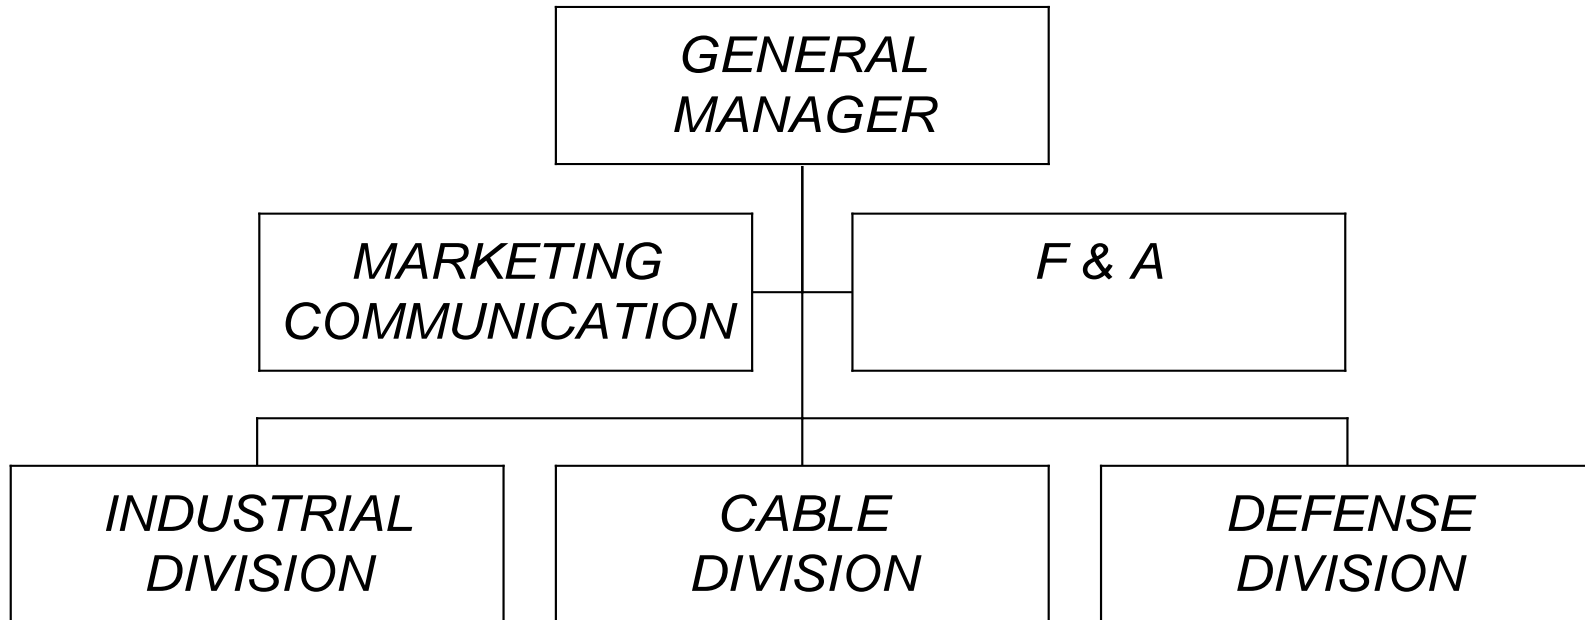 GENERAL
MANAGER
MARKETING
COMMUNICATION
F & A
INDUSTRIAL
DIVISION
CABLE
DIVISION
DEFENSE
DIVISION